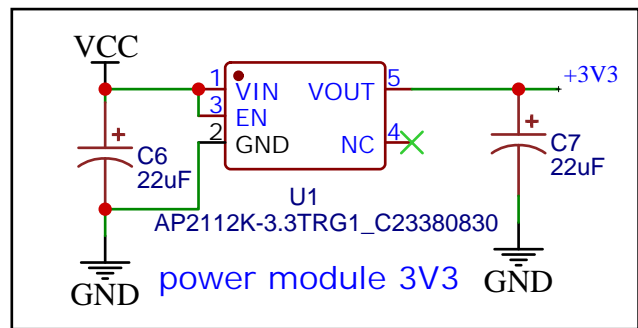 VCC
1 VIN VOUT 5 +3V3
3 EN
2 GND NC 4
C6
22uF
C7
22uF
U1
AP2112K-3.3TRG1_C23380830
GND power module 3V3 GND